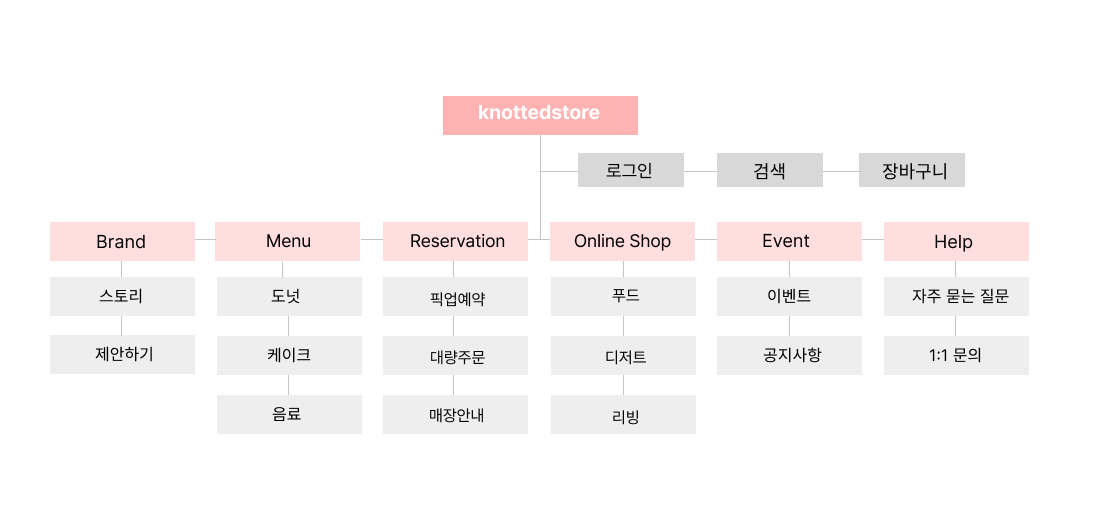 knottedstore
로그인
검색
장바구니
Brand
Menu
Reservation
Online Shop
Event
Help
스토리
도넛
픽업예약
푸드
이벤트
자주 묻는 질문
제안하기
케이크
대량주문
디저트
공지사항
1:1 문의
음료
매장안내
리빙